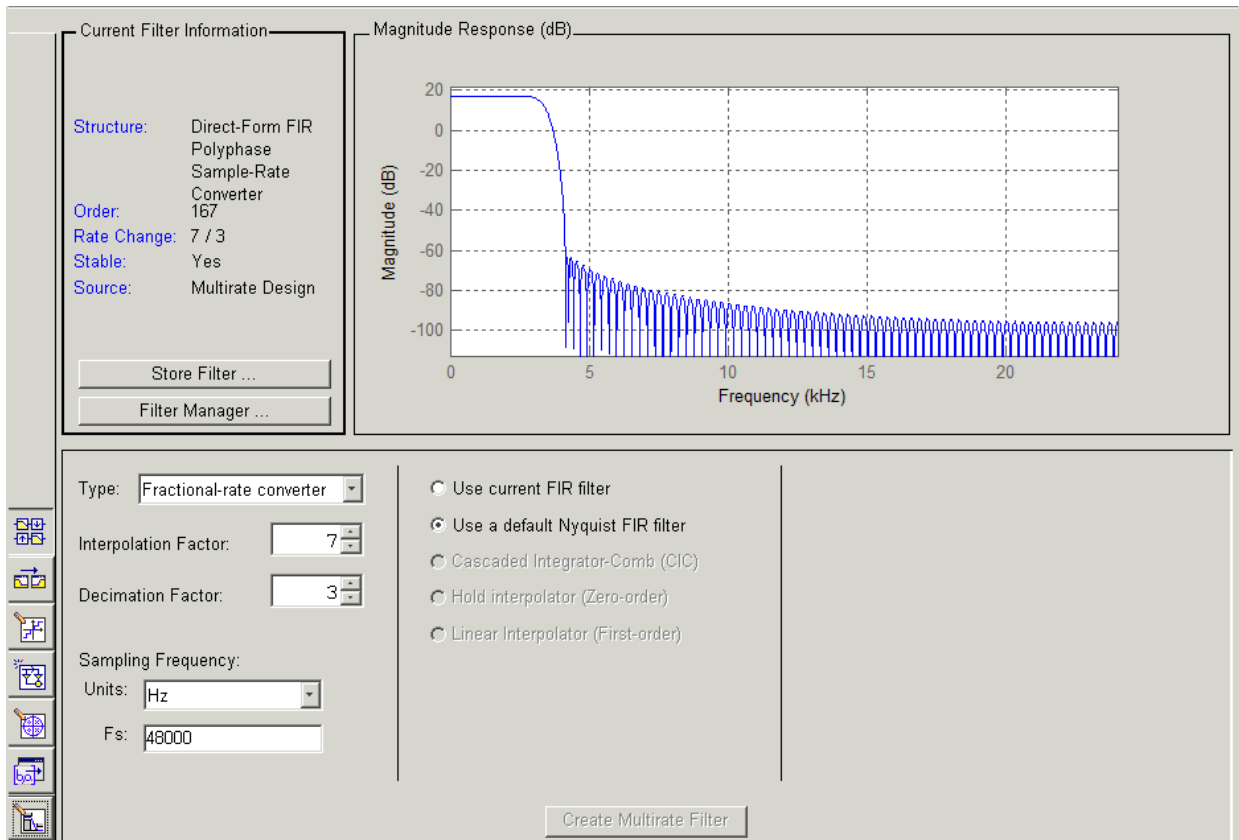 Current Filter Information
Structure: Direct-Form FIR
Polyphase
Sample-Rate
Converter
Order: 167
Rate Change: 7 / 3
Stable: Yes
Source: Multirate Design
Store Filter ...
Filter Manager ...
Magnitude Response (dB)
20
0
-20
-40
-60
-80
-100
Magnitude (dB)
0 5 10 15 20
Frequency (kHz)
Type: Fractional-rate converter
Interpolation Factor: 7
Decimation Factor: 3
Sampling Frequency:
Units: Hz
Fs: 48000
Use current FIR filter
Use a default Nyquist FIR filter
Cascaded Integrator-Comb (CIC)
Hold interpolator (Zero-order)
Linear Interpolator (First-order)
Create Multirate Filter
[b,a]